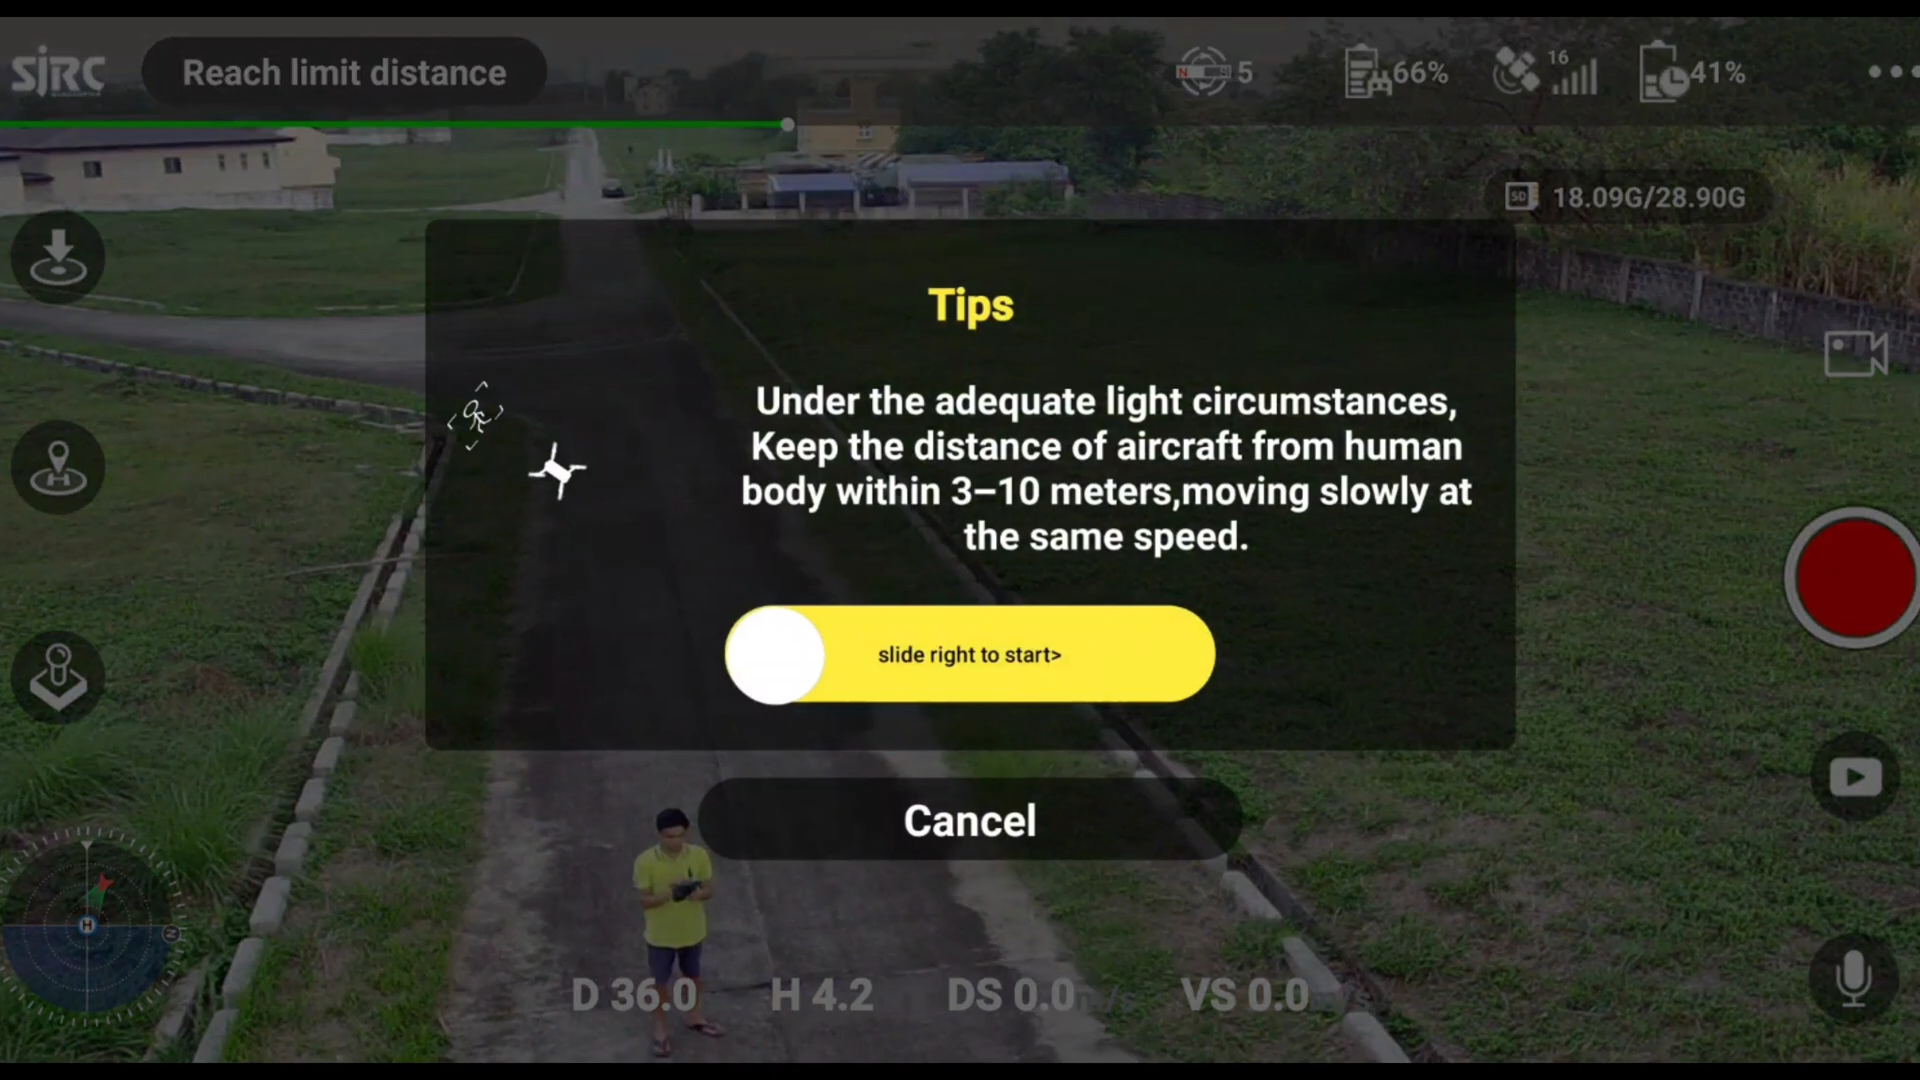 SJRC
Reach limit distance
N S 5
66%
16
41%
SD 18.09G/28.90G
Tips
Under the adequate light circumstances,
Keep the distance of aircraft from human
body within 3–10 meters,moving slowly at
the same speed.
slide right to start>
Cancel
H
N
D 36.0 H 4.2 DS 0.0 VS 0.0